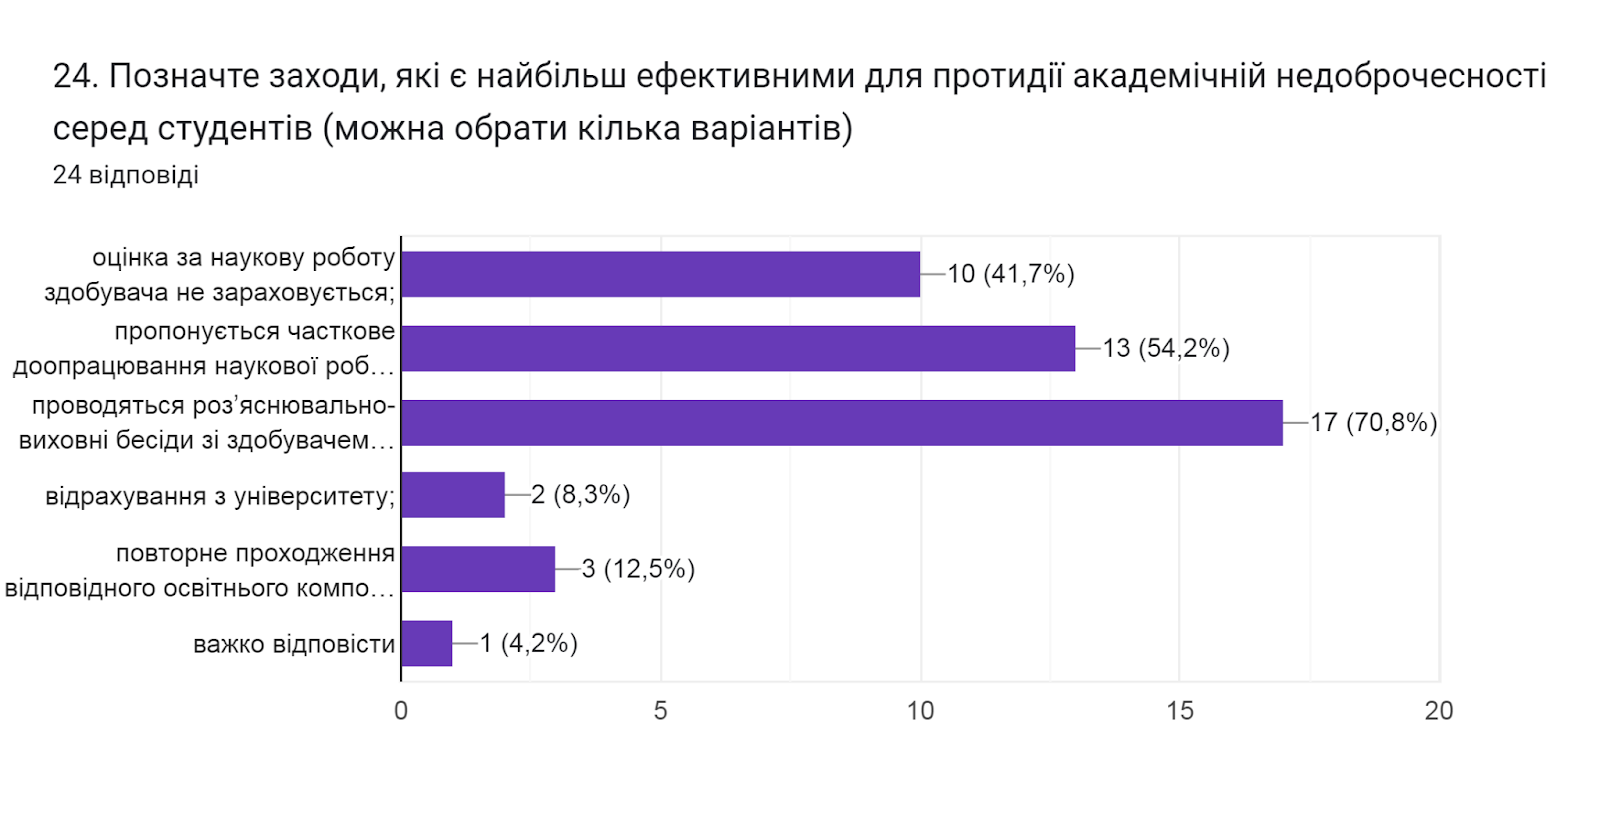 24. Позначте заходи, які є найбільш ефективними для протидії академічній недоброчесності
серед студентів (можна обрати кілька варіантів)
24 відповіді
оцінка за наукову роботу
здобувача не зараховується;
10 (41,7%)
пропонується часткове
доопрацювання наукової роб…
13 (54,2%)
проводяться роз’яснювально-
виховні бесіди зі здобувачем…
17 (70,8%)
відрахування з університету;
2 (8,3%)
повторне проходження
відповідного освітнього компо…
3 (12,5%)
важко відповісти
1 (4,2%)
0 5 10 15 20